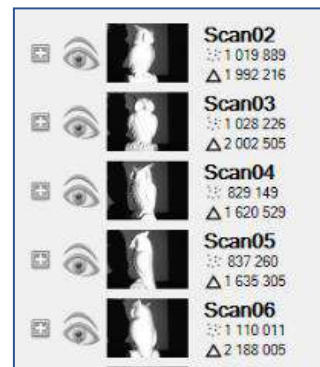 Scan02
1 019 889
1 992 216
Scan03
1 028 226
2 002 505
Scan04
829 149
1 620 529
Scan05
837 260
1 635 305
Scan06
1 110 011
2 188 005